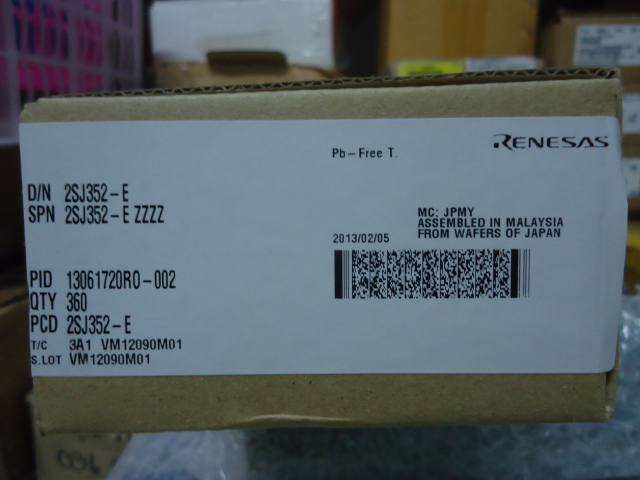 RENESAS
Pb-Free T.
D/N 2SJ352-E
SPN 2SJ352-E ZZZZ
MC: JPMY
ASSEMBLED IN MALAYSIA
FROM WAFERS OF JAPAN
2013/02/05
PID 13061720R0-002
QTY 360
PCD 2SJ352-E
T/C 3A1 VM12090M01
S.LOT VM12090M01
036